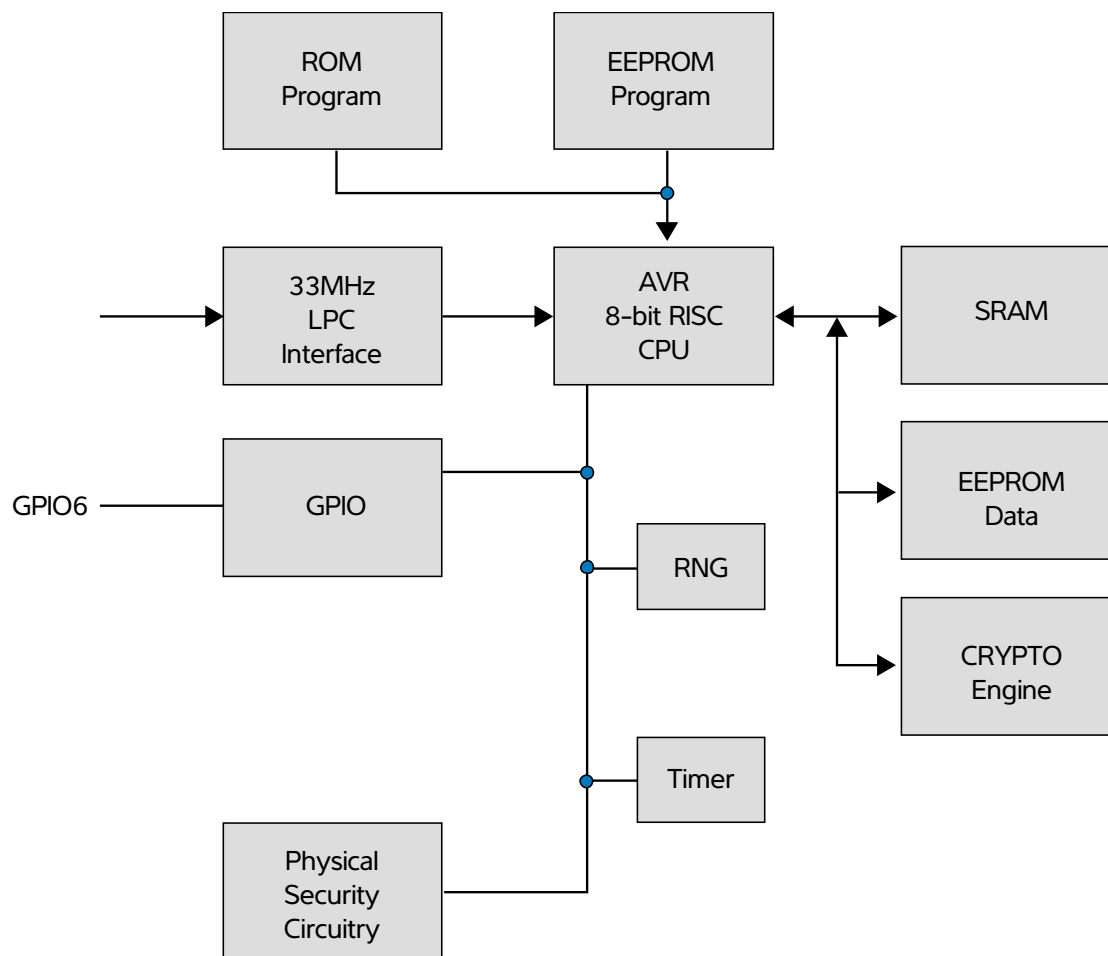 ROM
Program
EEPROM
Program
33MHz
LPC
Interface
AVR
8-bit RISC
CPU
SRAM
GPIO6
GPIO
EEPROM
Data
RNG
CRYPTO
Engine
Timer
Physical
Security
Circuitry